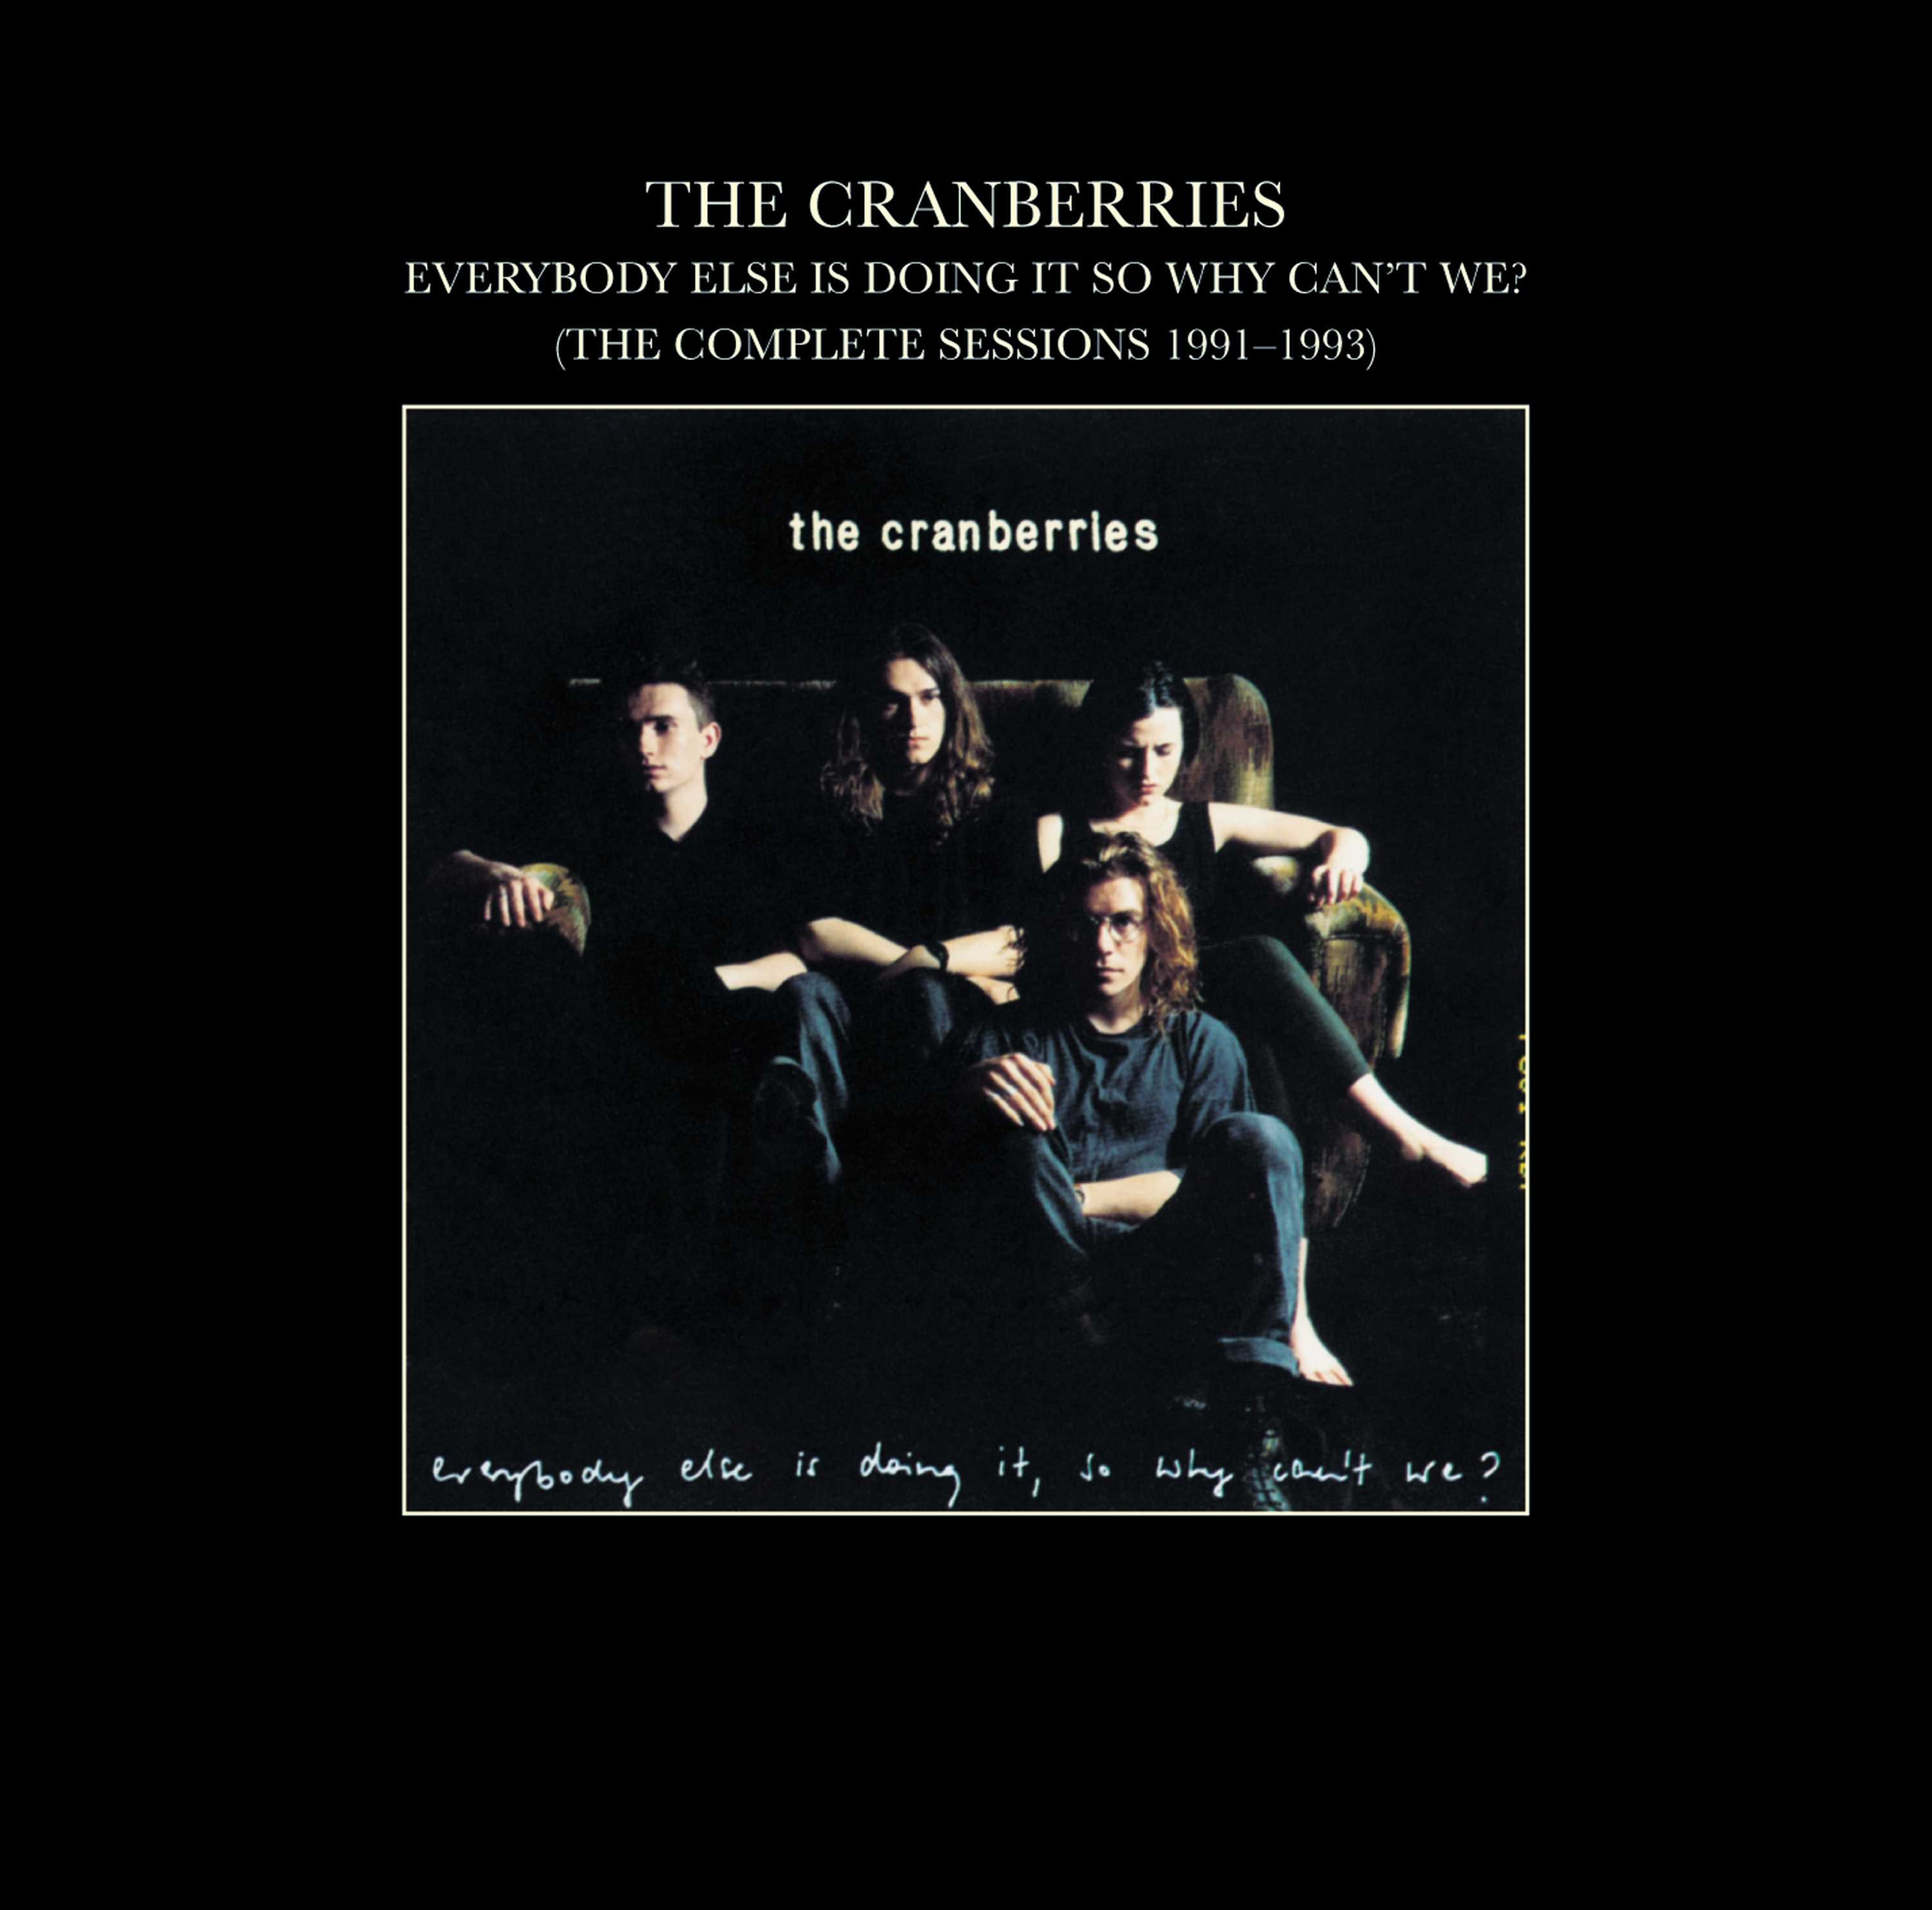 THE CRANBERRIES
EVERYBODY ELSE IS DOING IT SO WHY CAN’T WE?
(THE COMPLETE SESSIONS 1991–1993)
the cranberries
everybody else is doing it, so why can't we?